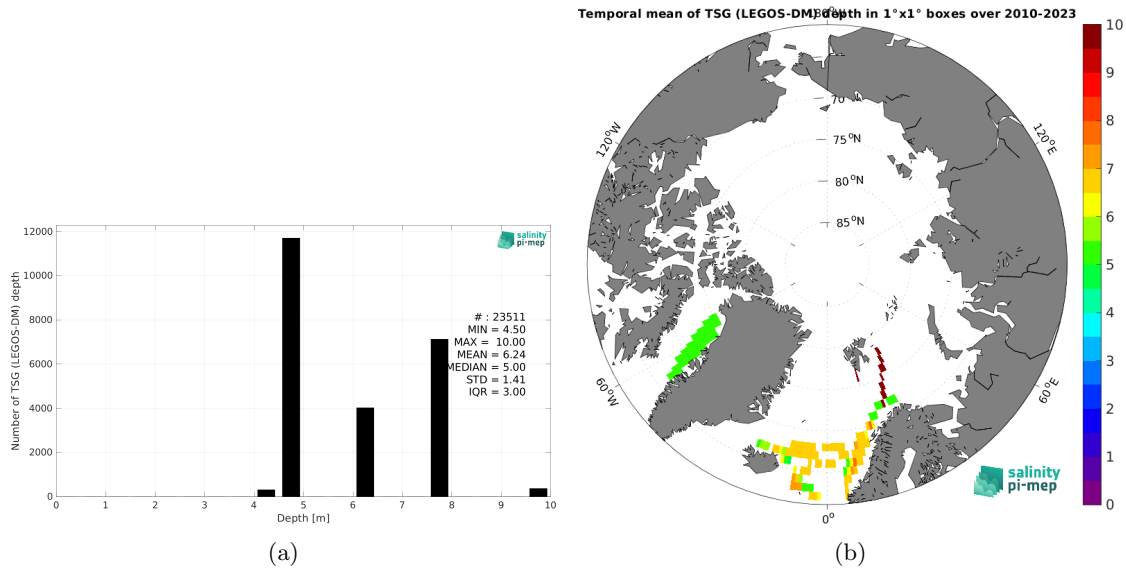 12000
10000
8000
6000
4000
2000
0
Number of TSG (LEGOS-DM) depth
0 1 2 3 4 5 6 7 8 9 10
Depth [m]
salinity
pi-mep
# : 23511
MIN = 4.50
MAX = 10.00
MEAN = 6.24
MEDIAN = 5.00
STD = 1.41
IQR = 3.00
(a)
Temporal mean of TSG (LEGOS-DM) depth in 1°x1° boxes over 2010-2023
180°W
120°W
120°E
60°W
60°E
0°
70
75°N
80°N
85°N
10
9
8
7
6
5
4
3
2
1
0
salinity
pi-mep
(b)